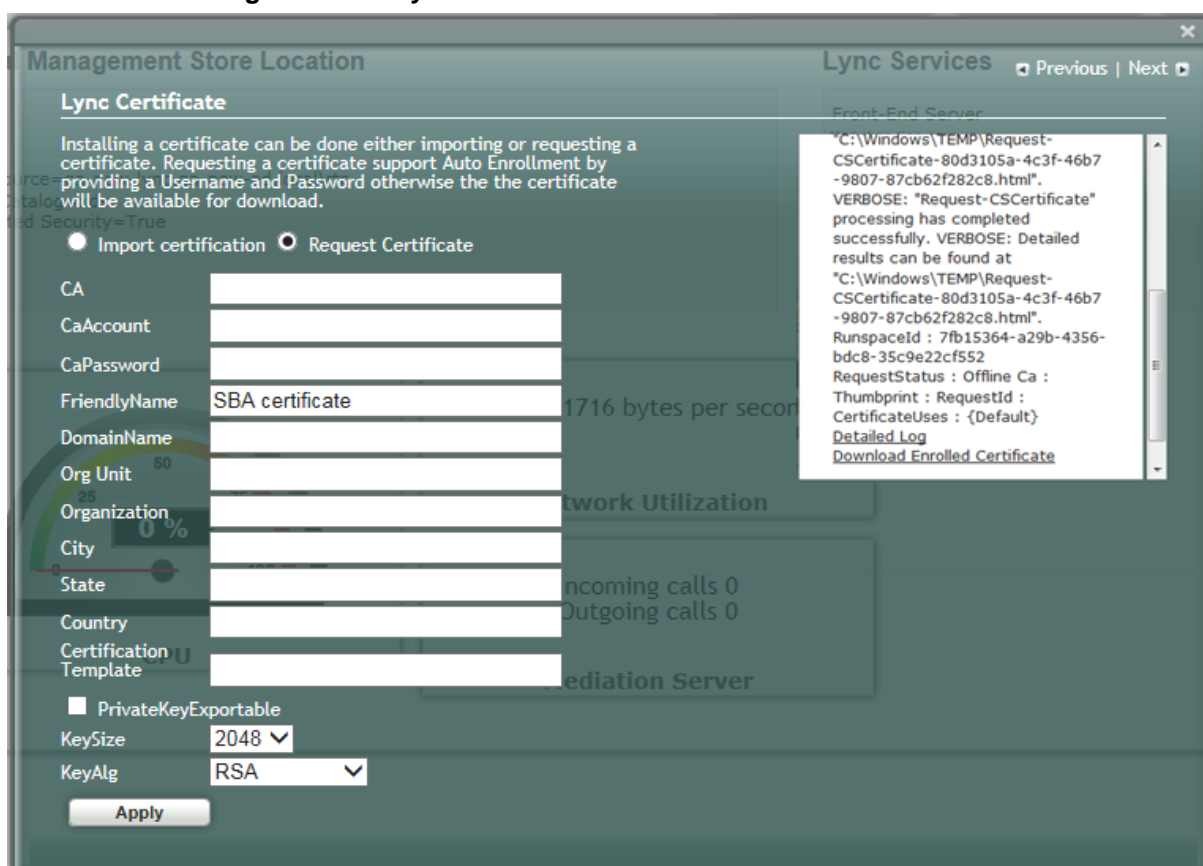 Management Store Location
Lync Services
Previous | Next
Lync Certificate
Front-End Server
Installing a certificate can be done either importing or requesting a
certificate. Requesting a certificate support Auto Enrollment by
providing a Username and Password otherwise the the certificate
will be available for download.
ted Security=True
Import certification
Request Certificate
CA
CaAccount
CaPassword
FriendlyName
SBA certificate
DomainName
Org Unit
Organization
City
State
Country
Certification
Template
PrivateKeyExportable
KeySize
2048
KeyAlg
RSA
Apply
"C:\Windows\TEMP\Request-
CSCertificate-80d3105a-4c3f-46b7
-9807-87cb62f282c8.html".
VERBOSE: "Request-CSCertificate"
processing has completed
successfully. VERBOSE: Detailed
results can be found at
"C:\Windows\TEMP\Request-
CSCertificate-80d3105a-4c3f-46b7
-9807-87cb62f282c8.html".
RunspaceId : 7fb15364-a29b-4356-
bdc8-35c9e22cf552
RequestStatus : Offline Ca :
Thumbprint : RequestId :
CertificateUses : {Default}
Detailed Log
Download Enrolled Certificate
1716 bytes per secon
twork Utilization
ncoming calls 0
Outgoing calls 0
ediation Server
50
25
0 %
0
CPU